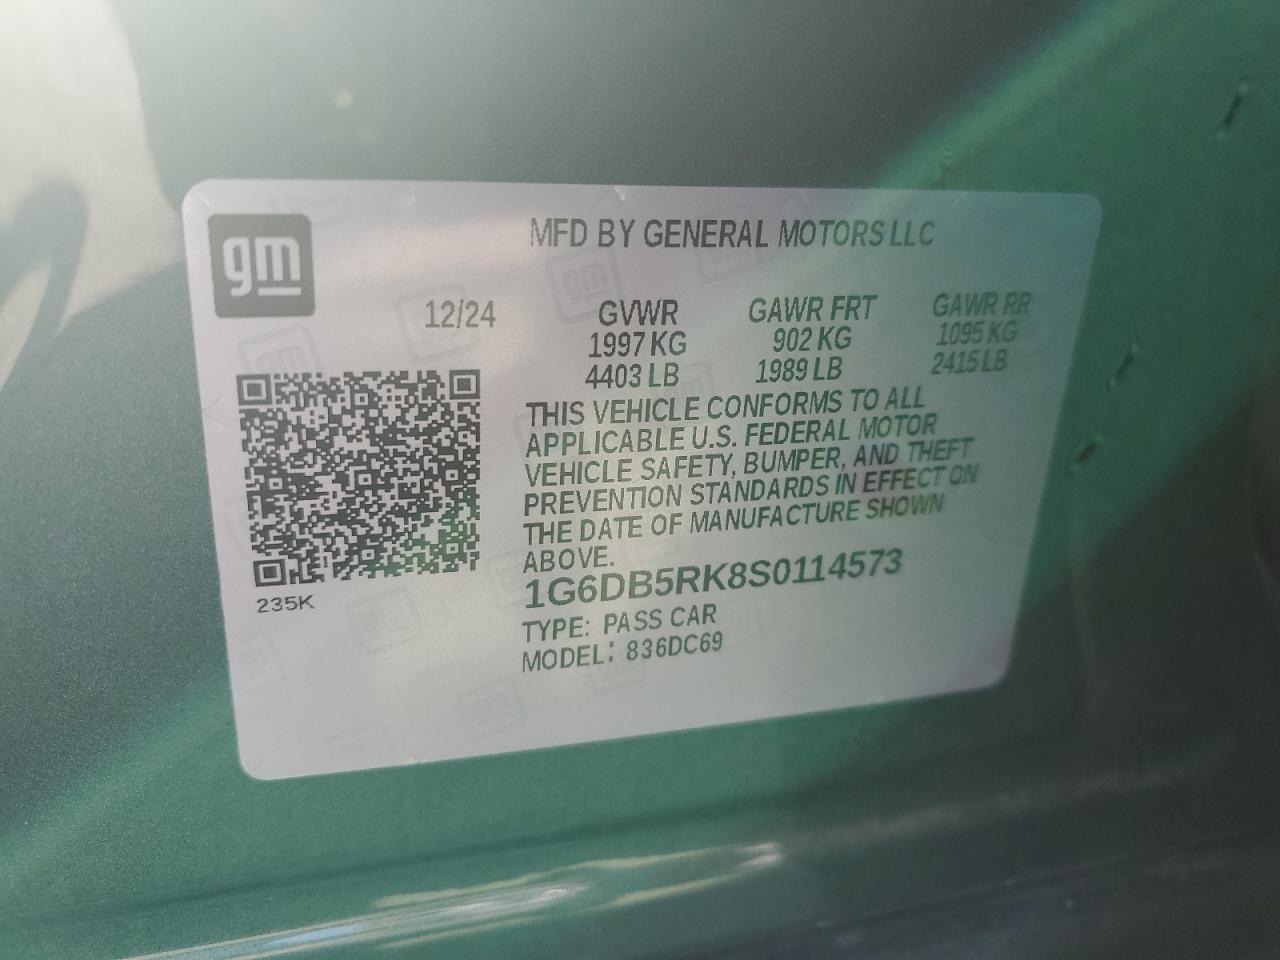 gm
MFD BY GENERAL MOTORS LLC
12/24 GVWR GAWR FRT GAWR RR
1997 KG 902 KG 1095 KG
4403 LB 1989 LB 2415 LB
THIS VEHICLE CONFORMS TO ALL
APPLICABLE U.S. FEDERAL MOTOR
VEHICLE SAFETY, BUMPER, AND THEFT
PREVENTION STANDARDS IN EFFECT ON
THE DATE OF MANUFACTURE SHOWN
ABOVE.
1G6DB5RK8S0114573
235K
TYPE: PASS CAR
MODEL: 836DC69